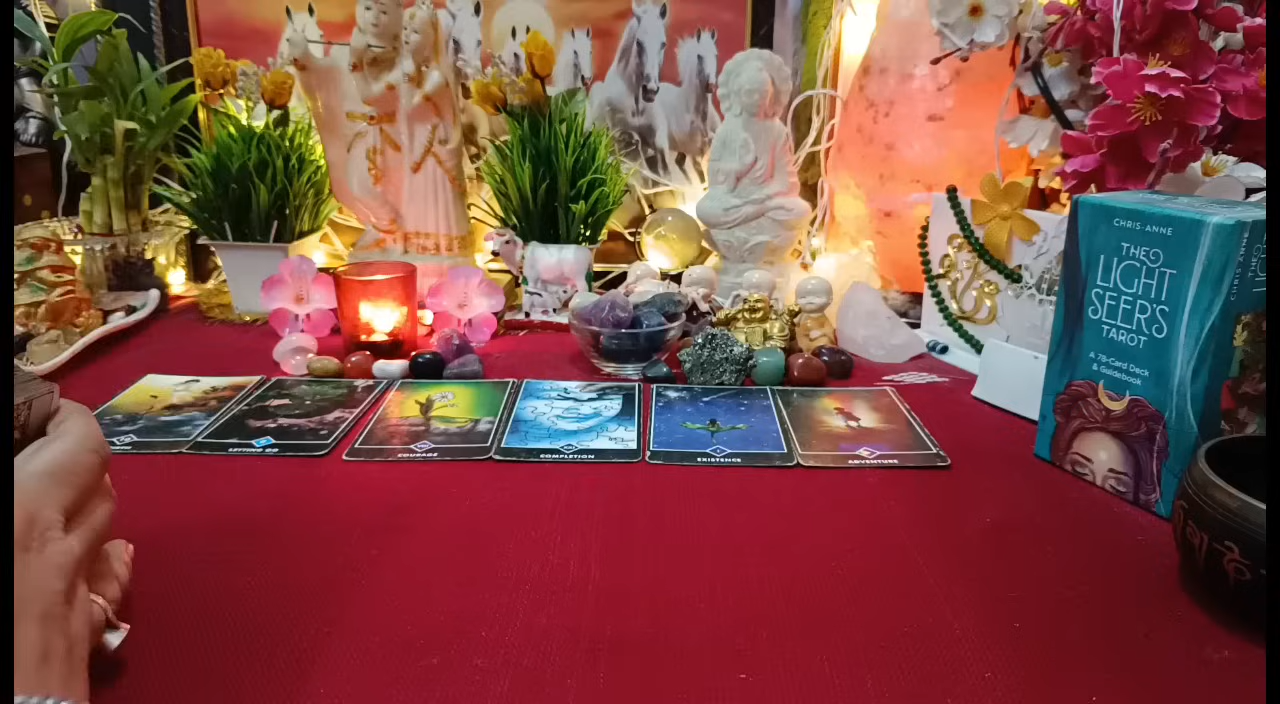 LETTING GO
COURAGE
COMPLETION
EXISTENCE
ADVENTURE
CHRIS-ANNE
THE
LIGHT
SEER'S
TAROT
A 78-Card Deck
& Guidebook
CHRIS-ANNE